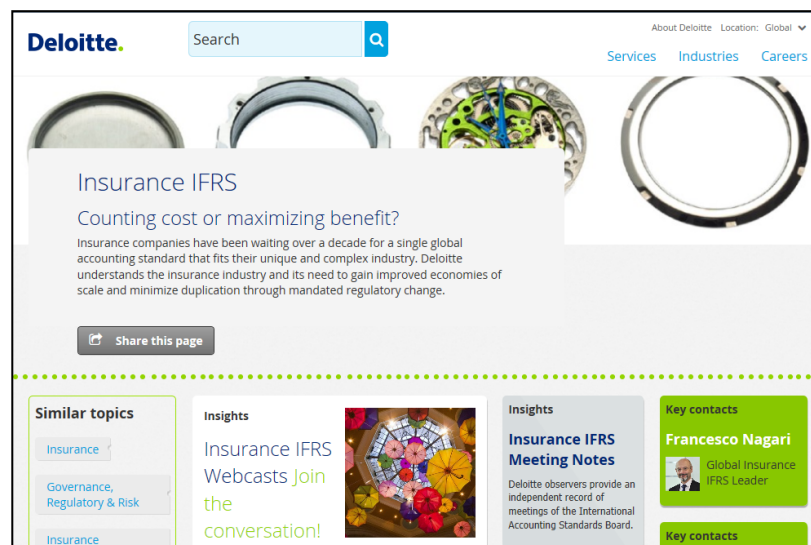 About Deloitte Location: Global
Deloitte.
Search
Services Industries Careers
Insurance IFRS
Counting cost or maximizing benefit?
Insurance companies have been waiting over a decade for a single global
accounting standard that fits their unique and complex industry. Deloitte
understands the insurance industry and its need to gain improved economies of
scale and minimize duplication through mandated regulatory change.
Share this page
Similar topics
Insurance
Governance,
Regulatory & Risk
Insurance
Insights
Insurance IFRS
Webcasts Join
the
conversation!
Insights
Insurance IFRS
Meeting Notes
Deloitte observers provide an
independent record of
meetings of the International
Accounting Standards Board.
Key contacts
Francesco Nagari
Global Insurance
IFRS Leader
Key contacts